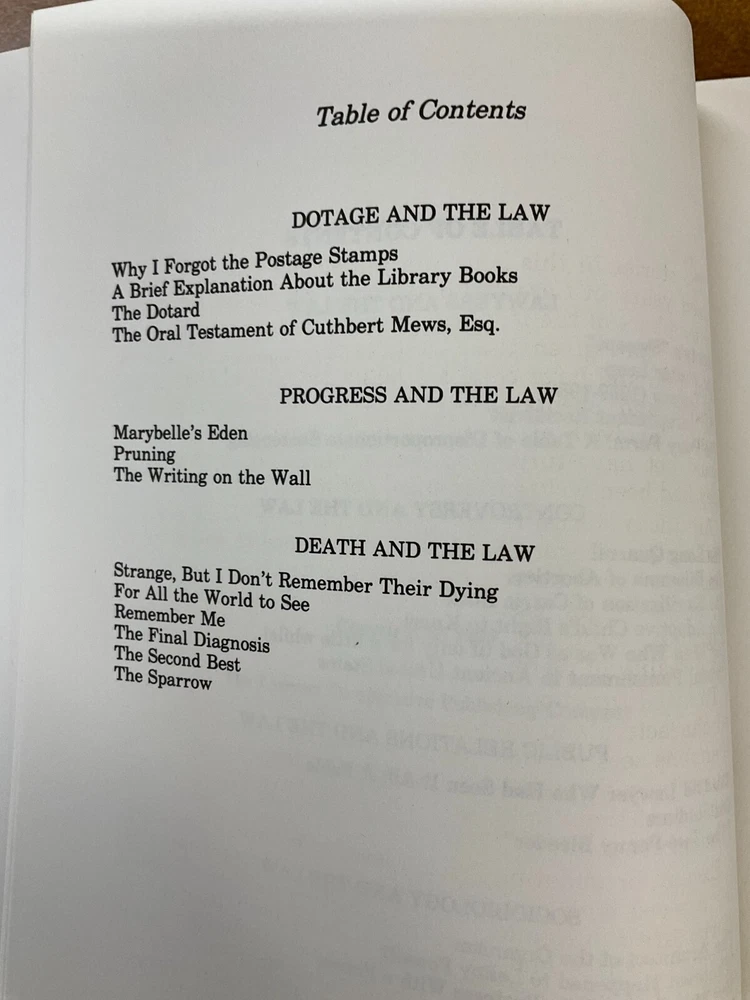 Table of Contents
DOTAGE AND THE LAW
Why I Forgot the Postage Stamps
A Brief Explanation About the Library Books
The Dotard
The Oral Testament of Cuthbert Mews, Esq.
PROGRESS AND THE LAW
Marybelle's Eden
Pruning
The Writing on the Wall
DEATH AND THE LAW
Strange, But I Don't Remember Their Dying
For All the World to See
Remember Me
The Final Diagnosis
The Second Best
The Sparrow